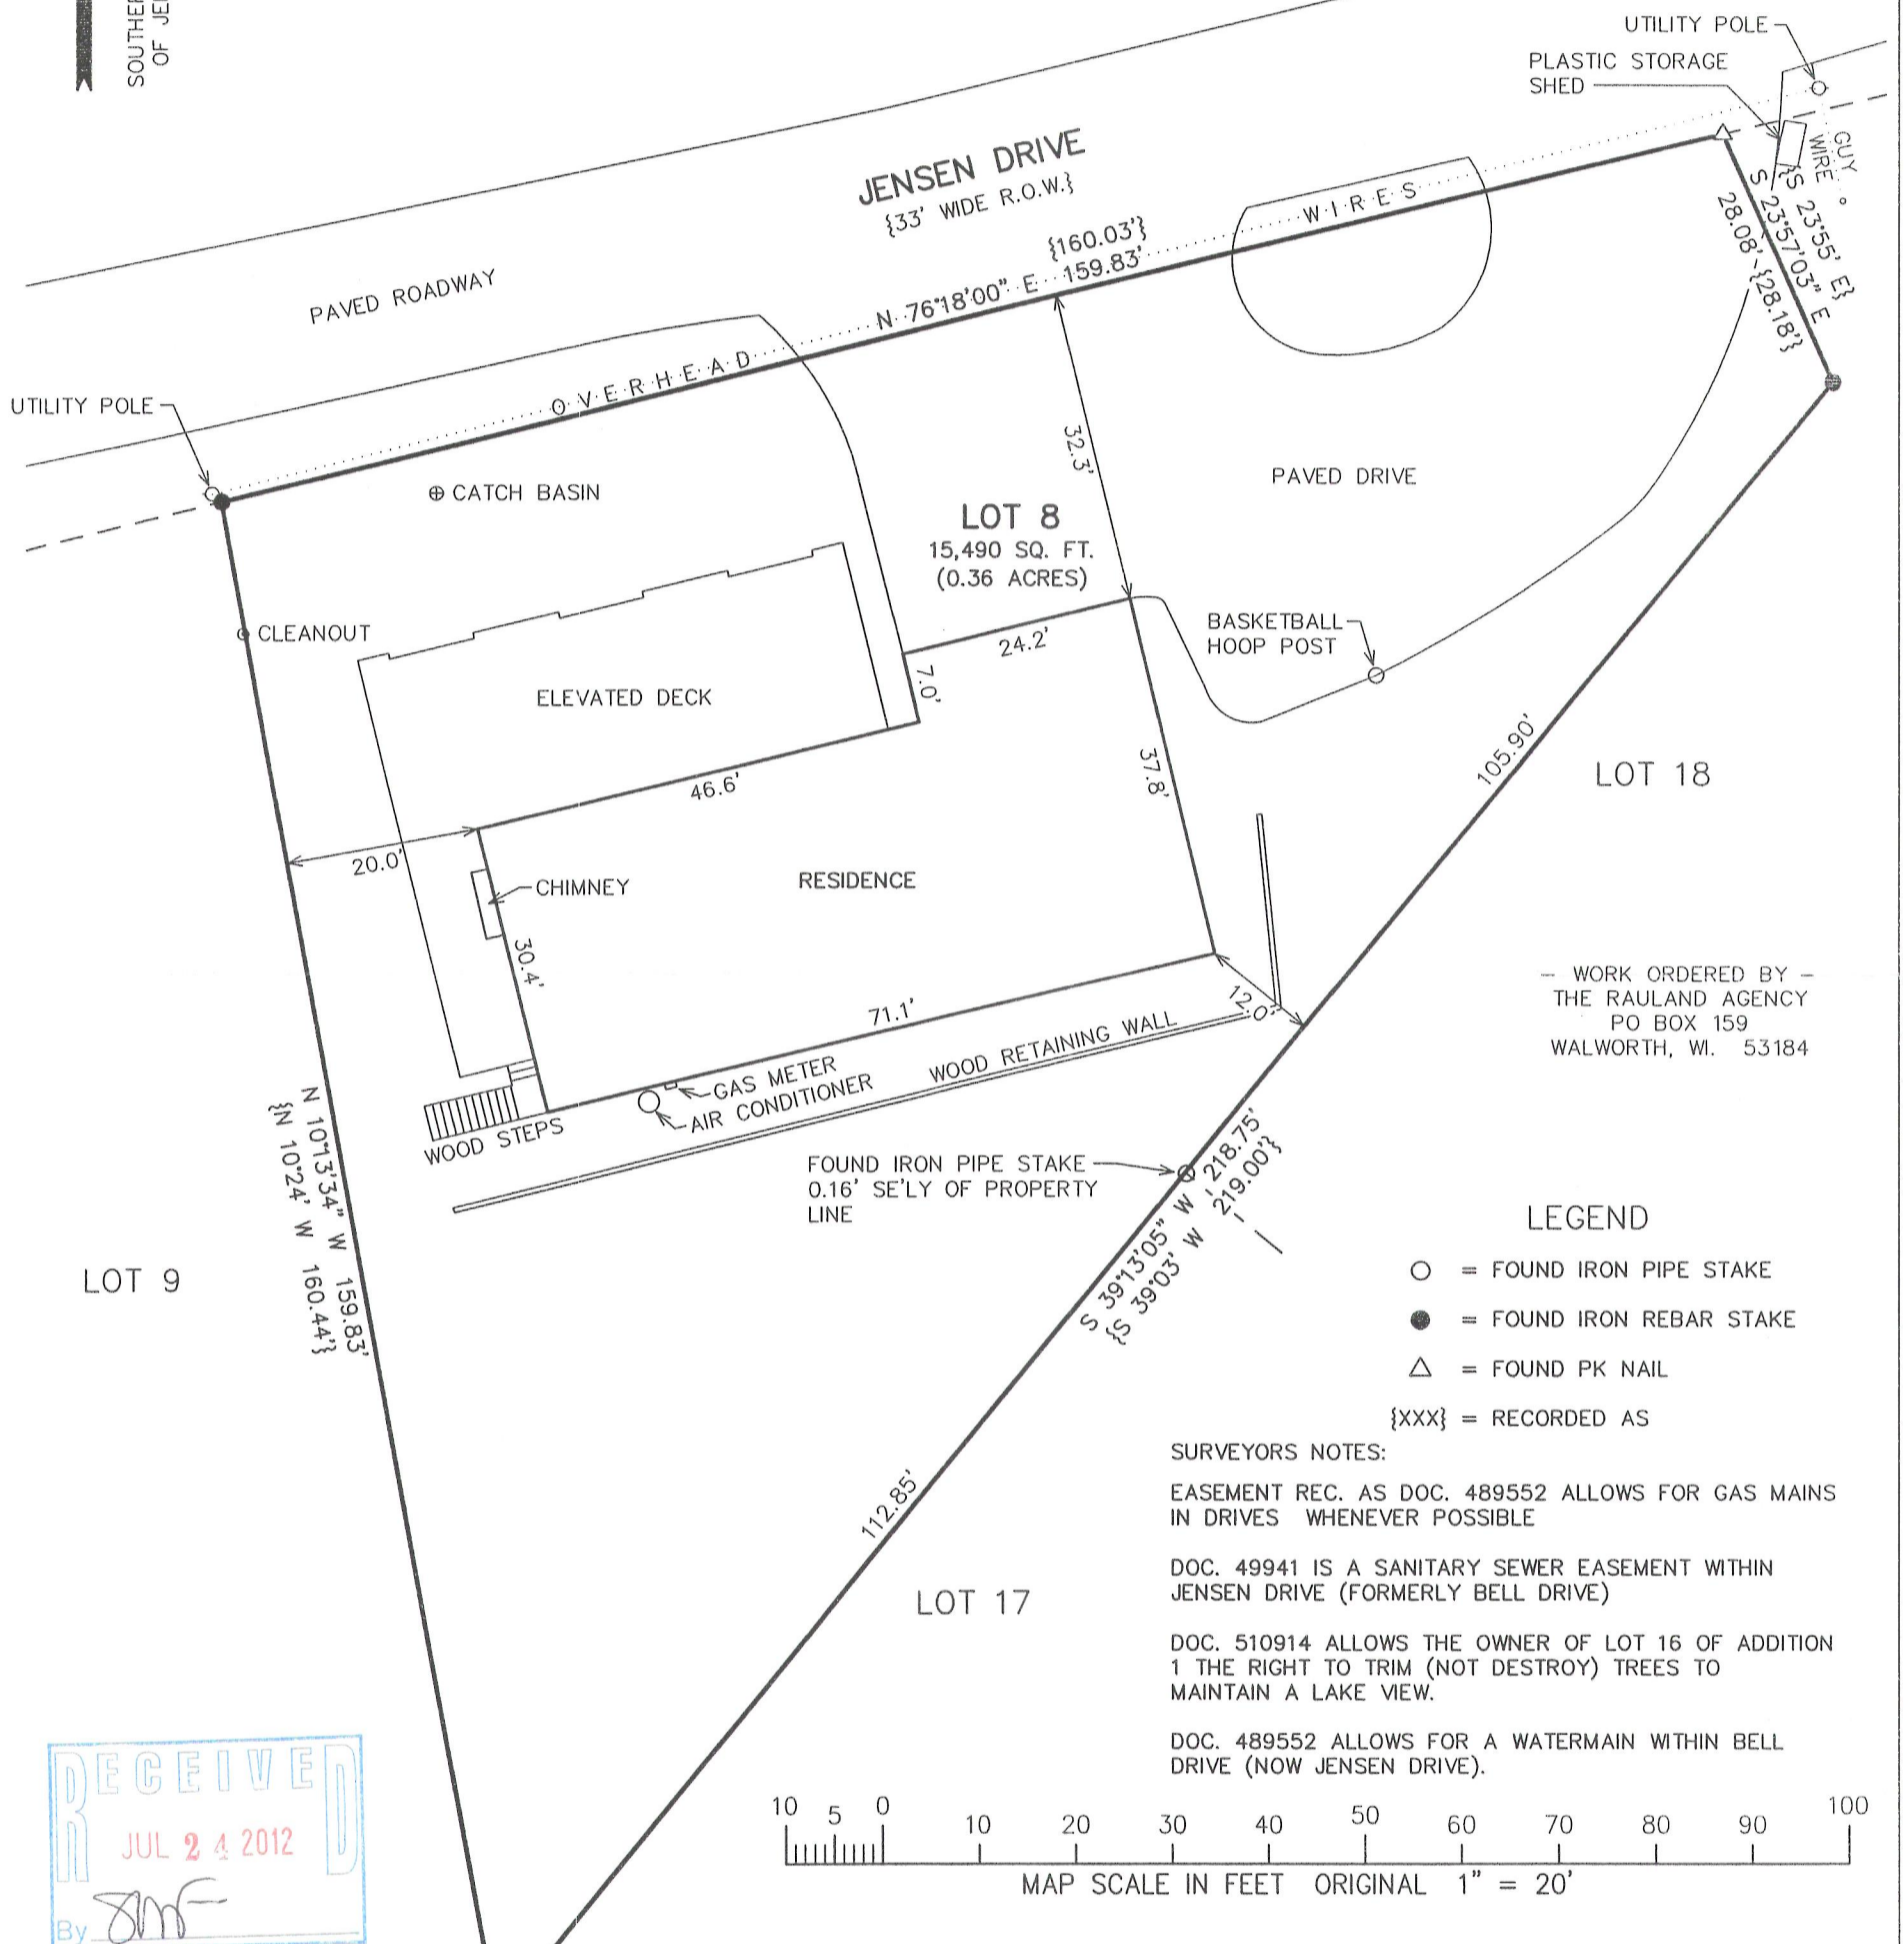 SOUTHER
OF JE
UTILITY POLE
PLASTIC STORAGE
SHED
GUY
WIRE
JENSEN DRIVE
{33' WIDE R.O.W.}
{160.03'}
N 76°18'00" E 159.83'
OVERHEAD
WIRES
PAVED ROADWAY
{S 23°55' E}
S 23°57'03" E
28.08' {28.18'}
UTILITY POLE
CATCH BASIN
32.3'
PAVED DRIVE
LOT 8
15,490 SQ. FT.
(0.36 ACRES)
CLEANOUT
BASKETBALL
HOOP POST
24.2'
7.0'
ELEVATED DECK
46.6'
37.8'
105.90'
LOT 18
20.0'
CHIMNEY
RESIDENCE
30.4'
71.1'
12.0'
GAS METER
AIR CONDITIONER
WOOD RETAINING WALL
WOOD STEPS
- WORK ORDERED BY -
THE RAULAND AGENCY
PO BOX 159
WALWORTH, WI. 53184
FOUND IRON PIPE STAKE
0.16' SE'LY OF PROPERTY
LINE
N 10°13'34" W 159.83'
{N 10°24' W 160.44'}
S 39°13'05" W 218.75'
{S 39°03' W 219.00'}
LOT 9
112.85'
LOT 17
LEGEND
= FOUND IRON PIPE STAKE
= FOUND IRON REBAR STAKE
= FOUND PK NAIL
{XXX} = RECORDED AS
SURVEYORS NOTES:
EASEMENT REC. AS DOC. 489552 ALLOWS FOR GAS MAINS
IN DRIVES WHENEVER POSSIBLE
DOC. 49941 IS A SANITARY SEWER EASEMENT WITHIN
JENSEN DRIVE (FORMERLY BELL DRIVE)
DOC. 510914 ALLOWS THE OWNER OF LOT 16 OF ADDITION
1 THE RIGHT TO TRIM (NOT DESTROY) TREES TO
MAINTAIN A LAKE VIEW.
DOC. 489552 ALLOWS FOR A WATERMAIN WITHIN BELL
DRIVE (NOW JENSEN DRIVE).
RECEIVED
JUL 24 2012
By
10 5 0 10 20 30 40 50 60 70 80 90 100
MAP SCALE IN FEET ORIGINAL 1" = 20'